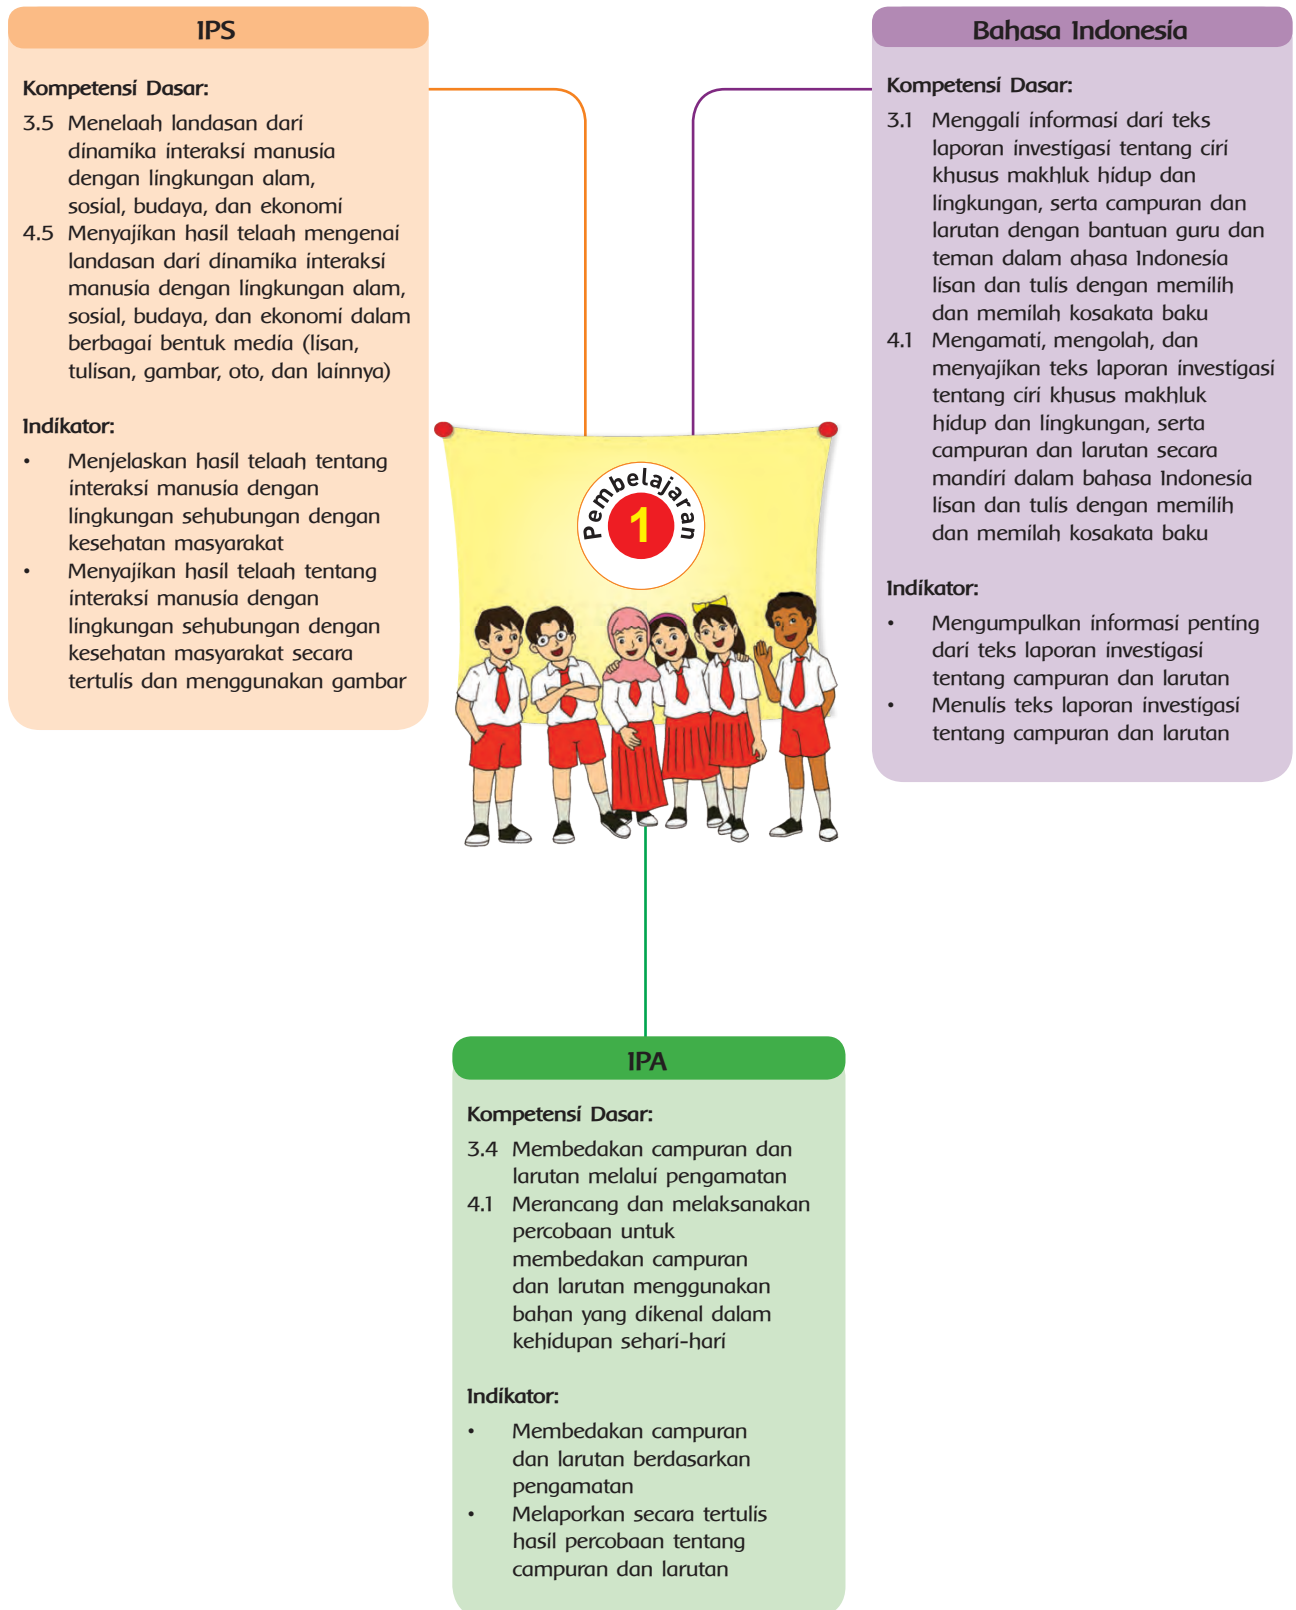 IPS
Kompetensi Dasar:
3.5 Menelaah landasan dari
dinamika interaksi manusia
dengan lingkungan alam,
sosial, budaya, dan ekonomi
4.5 Menyajikan hasil telaah mengenai
landasan dari dinamika interaksi
manusia dengan lingkungan alam,
sosial, budaya, dan ekonomi dalam
berbagai bentuk media (lisan,
tulisan, gambar, oto, dan lainnya)
Indikator:
• Menjelaskan hasil telaah tentang
interaksi manusia dengan
lingkungan sehubungan dengan
kesehatan masyarakat
• Menyajikan hasil telaah tentang
interaksi manusia dengan
lingkungan sehubungan dengan
kesehatan masyarakat secara
tertulis dan menggunakan gambar
Bahasa Indonesia
Kompetensi Dasar:
3.1 Menggali informasi dari teks
laporan investigasi tentang ciri
khusus makhluk hidup dan
lingkungan, serta campuran dan
larutan dengan bantuan guru dan
teman dalam ahasa Indonesia
lisan dan tulis dengan memilih
dan memilah kosakata baku
4.1 Mengamati, mengolah, dan
menyajikan teks laporan investigasi
tentang ciri khusus makhluk
hidup dan lingkungan, serta
campuran dan larutan secara
mandiri dalam bahasa Indonesia
lisan dan tulis dengan memilih
dan memilah kosakata baku
Indikator:
• Mengumpulkan informasi penting
dari teks laporan investigasi
tentang campuran dan larutan
• Menulis teks laporan investigasi
tentang campuran dan larutan
Pembelajaran
1
IPA
Kompetensi Dasar:
3.4 Membedakan campuran dan
larutan melalui pengamatan
4.1 Merancang dan melaksanakan
percobaan untuk
membedakan campuran
dan larutan menggunakan
bahan yang dikenal dalam
kehidupan sehari-hari
Indikator:
• Membedakan campuran
dan larutan berdasarkan
pengamatan
• Melaporkan secara tertulis
hasil percobaan tentang
campuran dan larutan